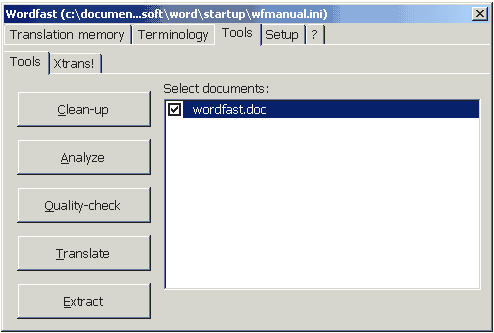 Wordfast (c:\documen...soft\word\startup\wfmanual.ini)
Translation memory Terminology Tools Setup ?
Tools Xtrans!
Select documents:
wordfast.doc
Clean-up
Analyze
Quality-check
Translate
Extract